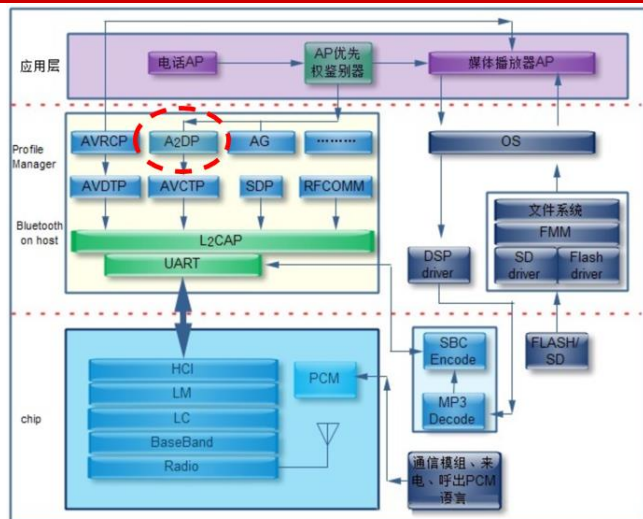 应用层
电话AP
AP优先
权鉴别器
媒体播放器AP
Profile
Manager
AVRCP
A2DP
AG
………
OS
AVDTP
AVCTP
SDP
RFCOMM
Bluetooth
on host
L2CAP
UART
文件系统
FMM
SD
driver
Flash
driver
DSP
driver
chip
HCI
LM
LC
BaseBand
Radio
PCM
SBC
Encode
MP3
Decode
FLASH/
SD
通信模组、来
电、呼出PCM
语言